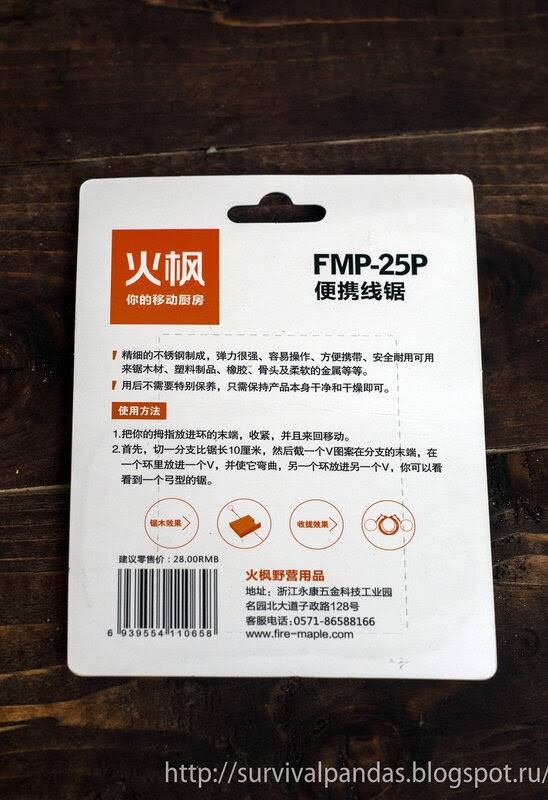 火枫
你的移动厨房
FMP-25P
便携线锯
精细的不锈钢制成，弹力很强、容易操作、方便携带、安全耐用可用
来锯木材、塑料制品、橡胶、骨头及柔软的金属等等。
用后不需要特别保养，只需保持产品本身干净和干燥即可。
使用方法
1.把你的拇指放进环的末端，收紧，并且来回移动。
2.首先，切一分支比锯长10厘米，然后截一个V图案在分支的末端，在
一个环里放进一个V，并使它弯曲，另一个环放进另一个V，你可以看
看到一个弓型的锯。
锯木效果
收拢效果
建议零售价：28.00RMB
6 939554 110658
火枫野营用品
地址：浙江永康五金科技工业园
名园北大道子政路128号
客服电话:0571-86588166
www.fire-maple.com
http://survivalpandas.blogspot.ru/